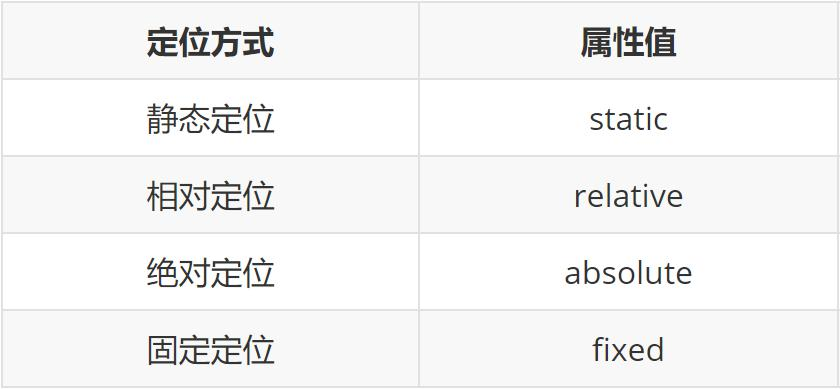 定位方式 属性值
静态定位 static
相对定位 relative
绝对定位 absolute
固定定位 fixed